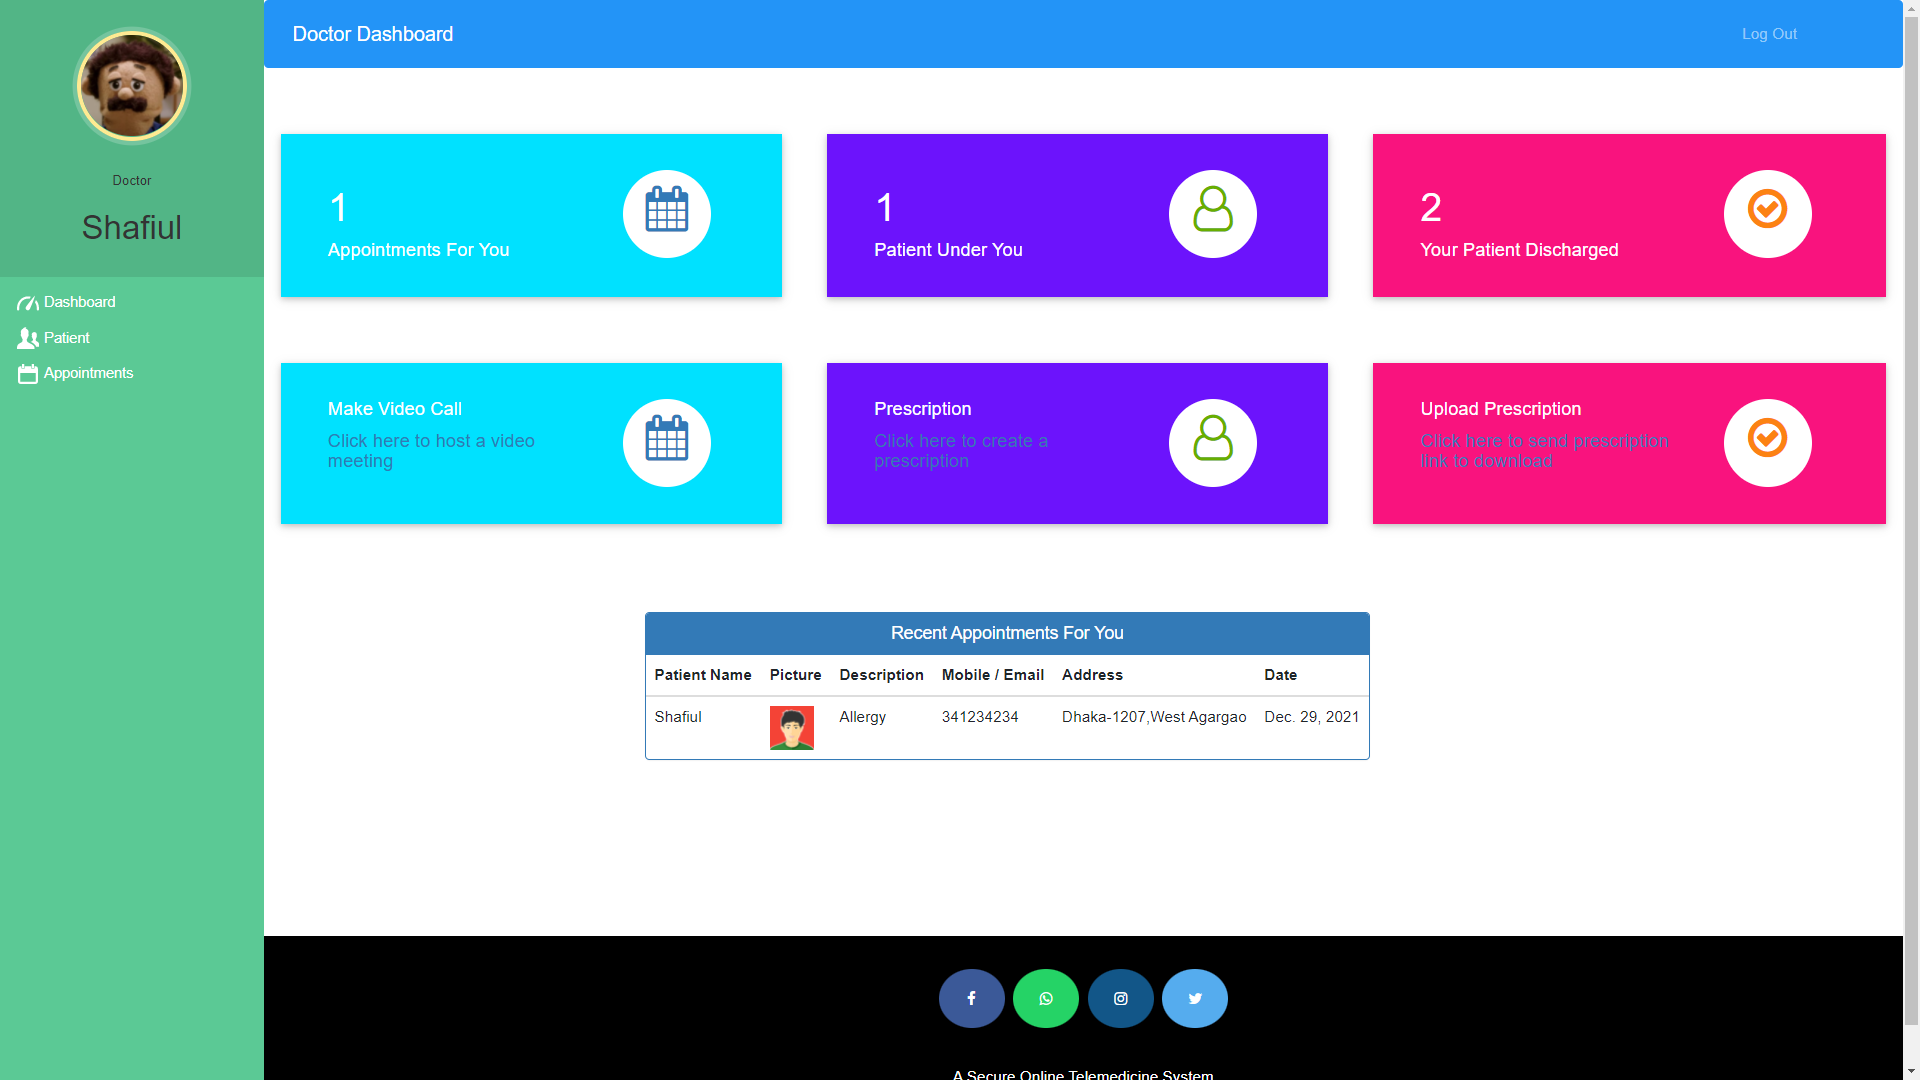 Doctor Dashboard
Log Out
Doctor
Shafiul
Dashboard
Patient
Appointments
1
Appointments For You
1
Patient Under You
2
Your Patient Discharged
Make Video Call
Click here to host a video
meeting
Prescription
Click here to create a
prescription
Upload Prescription
Click here to send prescription
link to download
Recent Appointments For You
Patient Name Picture Description Mobile / Email Address Date
Shafiul Allergy 341234234 Dhaka-1207,West Agargao Dec. 29, 2021
A Secure Online Telemedicine System